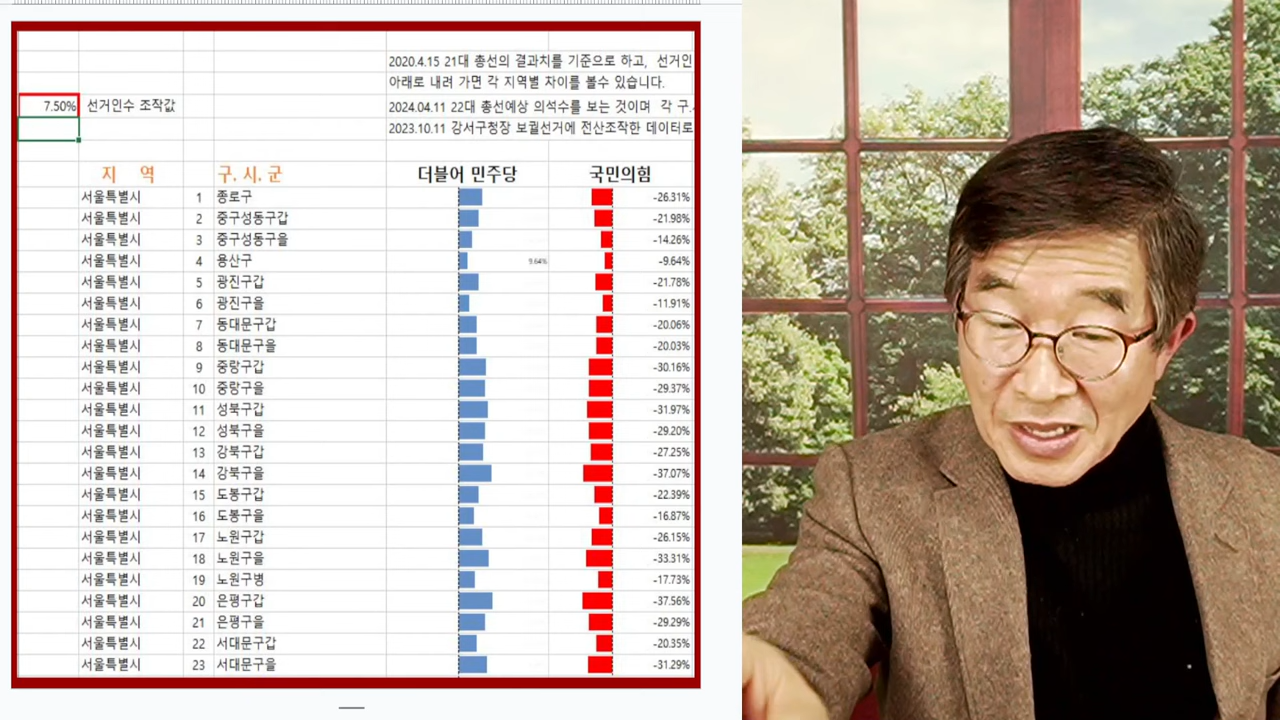 2020.4.15 21대 총선의 결과치를 기준으로 하고, 선거인
아래로 내려 가면 각 지역별 차이를 볼수 있습니다.
7.50% 선거인수 조작값 2024.04.11 22대 총선예상 의석수를 보는 것이며 각 구.
2023.10.11 강서구청장 보궐선거에 전산조작한 데이터로
지 역 구. 시. 군 더블어 민주당 국민의힘
서울특별시 1 종로구 -26.31%
서울특별시 2 중구성동구갑 -21.98%
서울특별시 3 중구성동구을 -14.26%
서울특별시 4 용산구 9.64% -9.64%
서울특별시 5 광진구갑 -21.78%
서울특별시 6 광진구을 -11.91%
서울특별시 7 동대문구갑 -20.06%
서울특별시 8 동대문구을 -20.03%
서울특별시 9 중랑구갑 -30.16%
서울특별시 10 중랑구을 -29.37%
서울특별시 11 성북구갑 -31.97%
서울특별시 12 성북구을 -29.20%
서울특별시 13 강북구갑 -27.25%
서울특별시 14 강북구을 -37.07%
서울특별시 15 도봉구갑 -22.39%
서울특별시 16 도봉구을 -16.87%
서울특별시 17 노원구갑 -26.15%
서울특별시 18 노원구을 -33.31%
서울특별시 19 노원구병 -17.73%
서울특별시 20 은평구갑 -37.56%
서울특별시 21 은평구을 -29.29%
서울특별시 22 서대문구갑 -20.35%
서울특별시 23 서대문구을 -31.29%